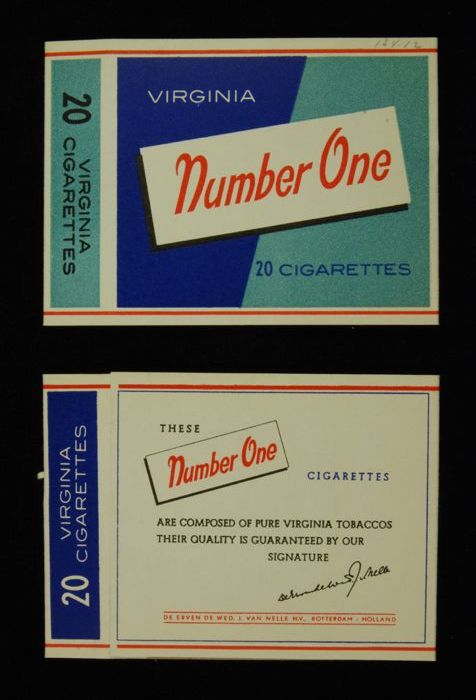 VIRGINIA
Number One
20 CIGARETTES
20 VIRGINIA
CIGARETTES
THESE
Number One
CIGARETTES
ARE COMPOSED OF PURE VIRGINIA TOBACCOS
THEIR QUALITY IS GUARANTEED BY OUR
SIGNATURE
DE ERVEN DE WED. J. VAN NELLE N.V., ROTTERDAM - HOLLAND
20 VIRGINIA
CIGARETTES